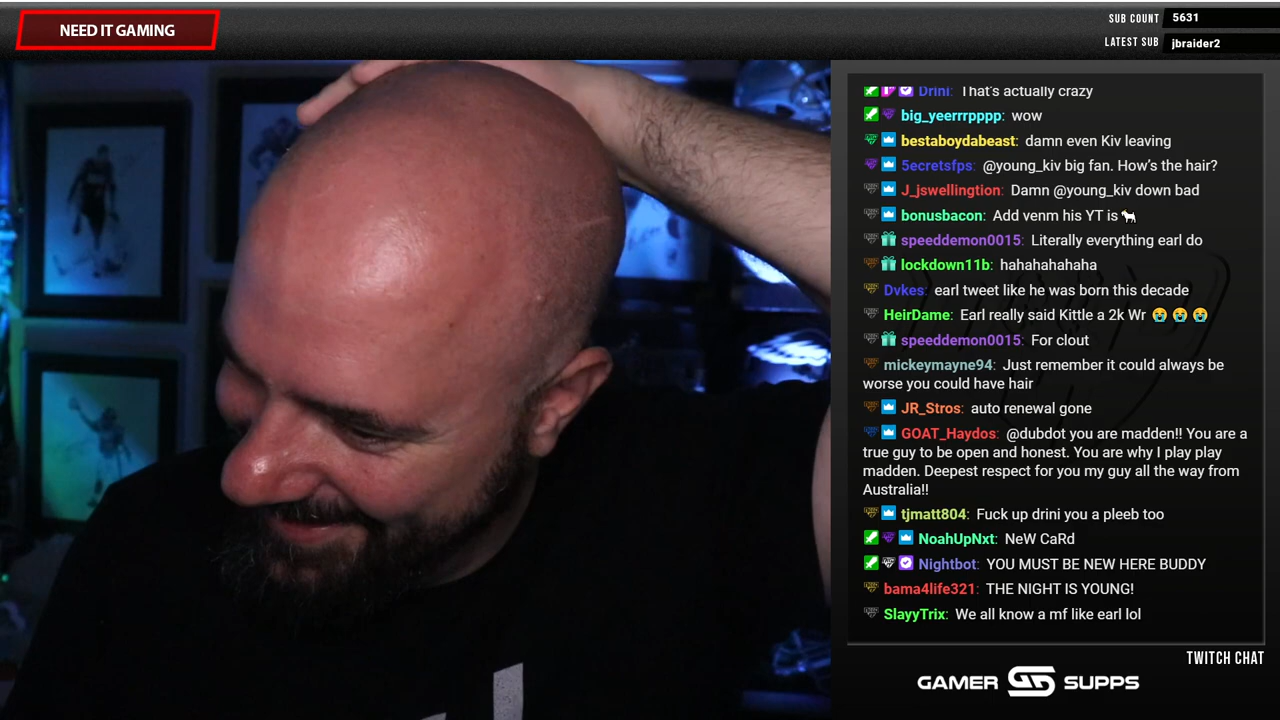 NEED IT GAMING
SUB COUNT 5631
LATEST SUB jbraider2
Drini: That's actually crazy
big_yeerrrpppp: wow
bestaboydabeast: damn even Kiv leaving
5ecretsfps: @young_kiv big fan. How's the hair?
J_jswellington: Damn @young_kiv down bad
bonusbacon: Add venm his YT is 🐐
speeddemon0015: Literally everything earl do
lockdown11b: hahahahahaha
Dvkes: earl tweet like he was born this decade
HeirDame: Earl really said Kittle a 2k Wr 😭 😭 😭
speeddemon0015: For clout
mickeymayne94: Just remember it could always be
worse you could have hair
JR_Stros: auto renewal gone
GOAT_Haydos: @dubdot you are madden!! You are a
true guy to be open and honest. You are why I play play
madden. Deepest respect for you my guy all the way from
Australia!!
tjmatt804: Fuck up drini you a pleeb too
NoahUpNxt: NeW CaRd
Nightbot: YOU MUST BE NEW HERE BUDDY
bama4life321: THE NIGHT IS YOUNG!
SlayyTrix: We all know a mf like earl lol
TWITCH CHAT
GAMER SUPPS